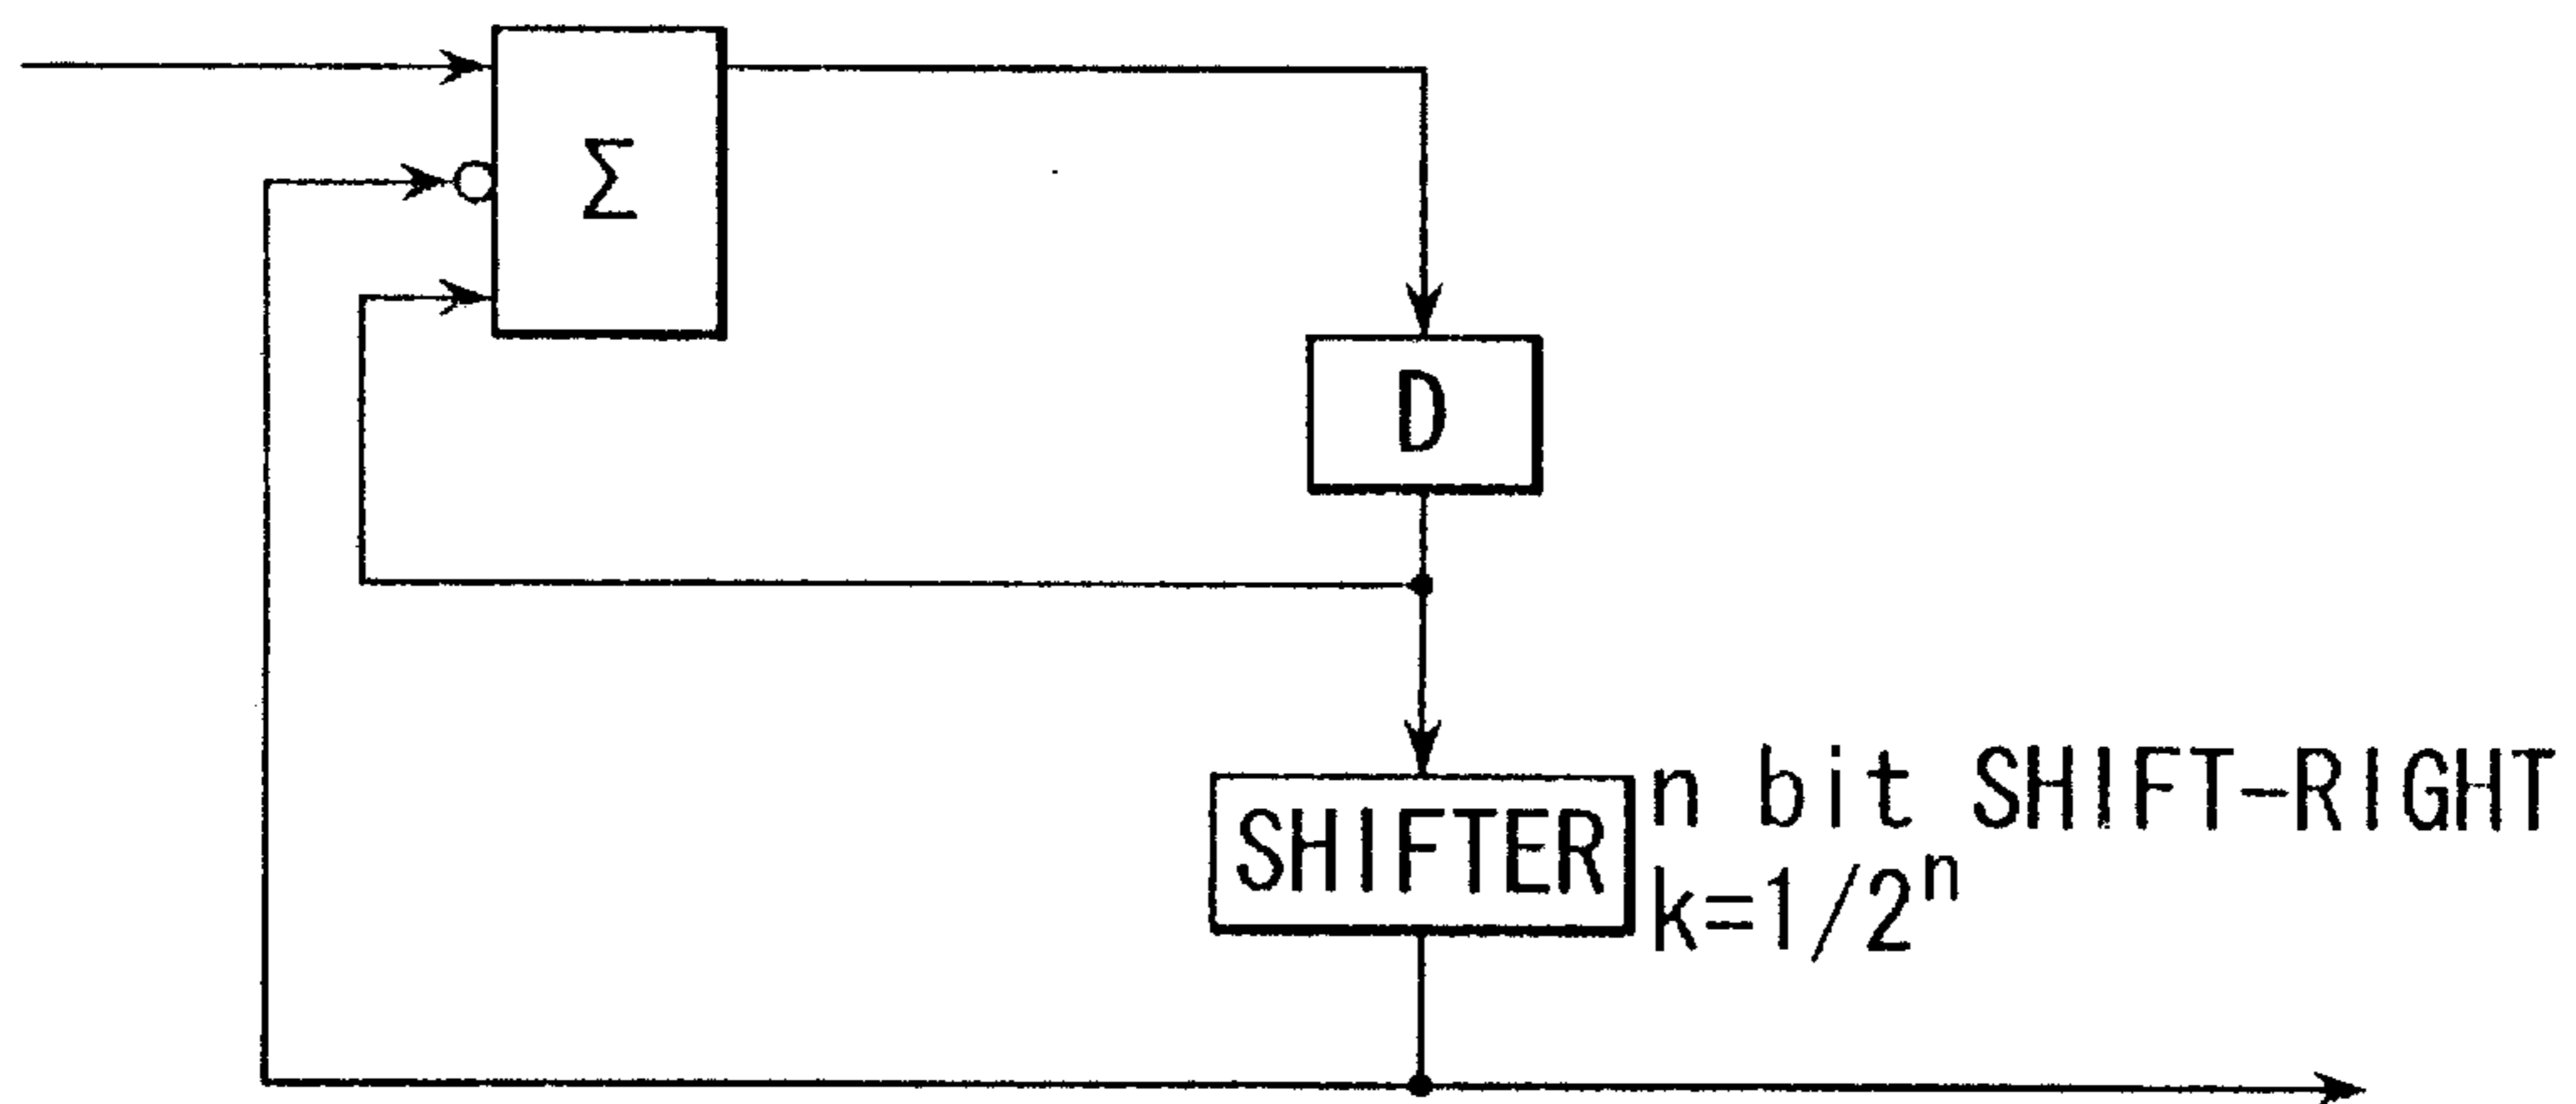 Σ
D
SHIFTER
n bit SHIFT-RIGHT
k=1/2ⁿ